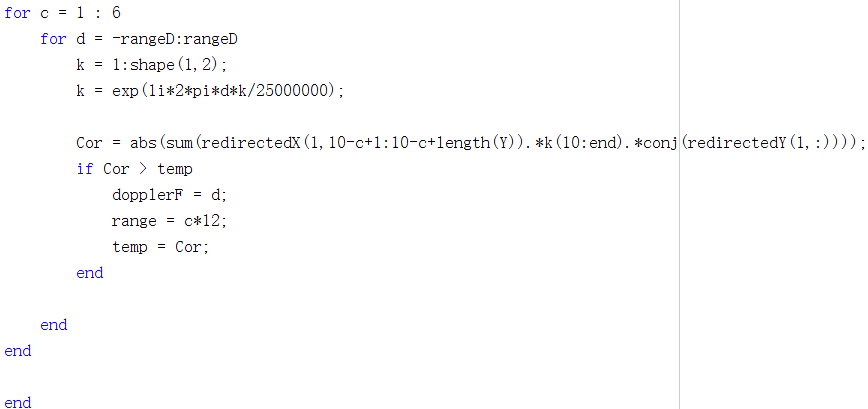 for c = 1 : 6
    for d = -rangeD:rangeD
        k = 1:shape(1,2);
        k = exp(1i*2*pi*d*k/25000000);
        Cor = abs(sum(redirectedX(1,10-c+1:10-c+length(Y)).*k(10:end).*conj(redirectedY(1,:))));
        if Cor > temp
            dopplerF = d;
            range = c*12;
            temp = Cor;
        end
    end
end
end